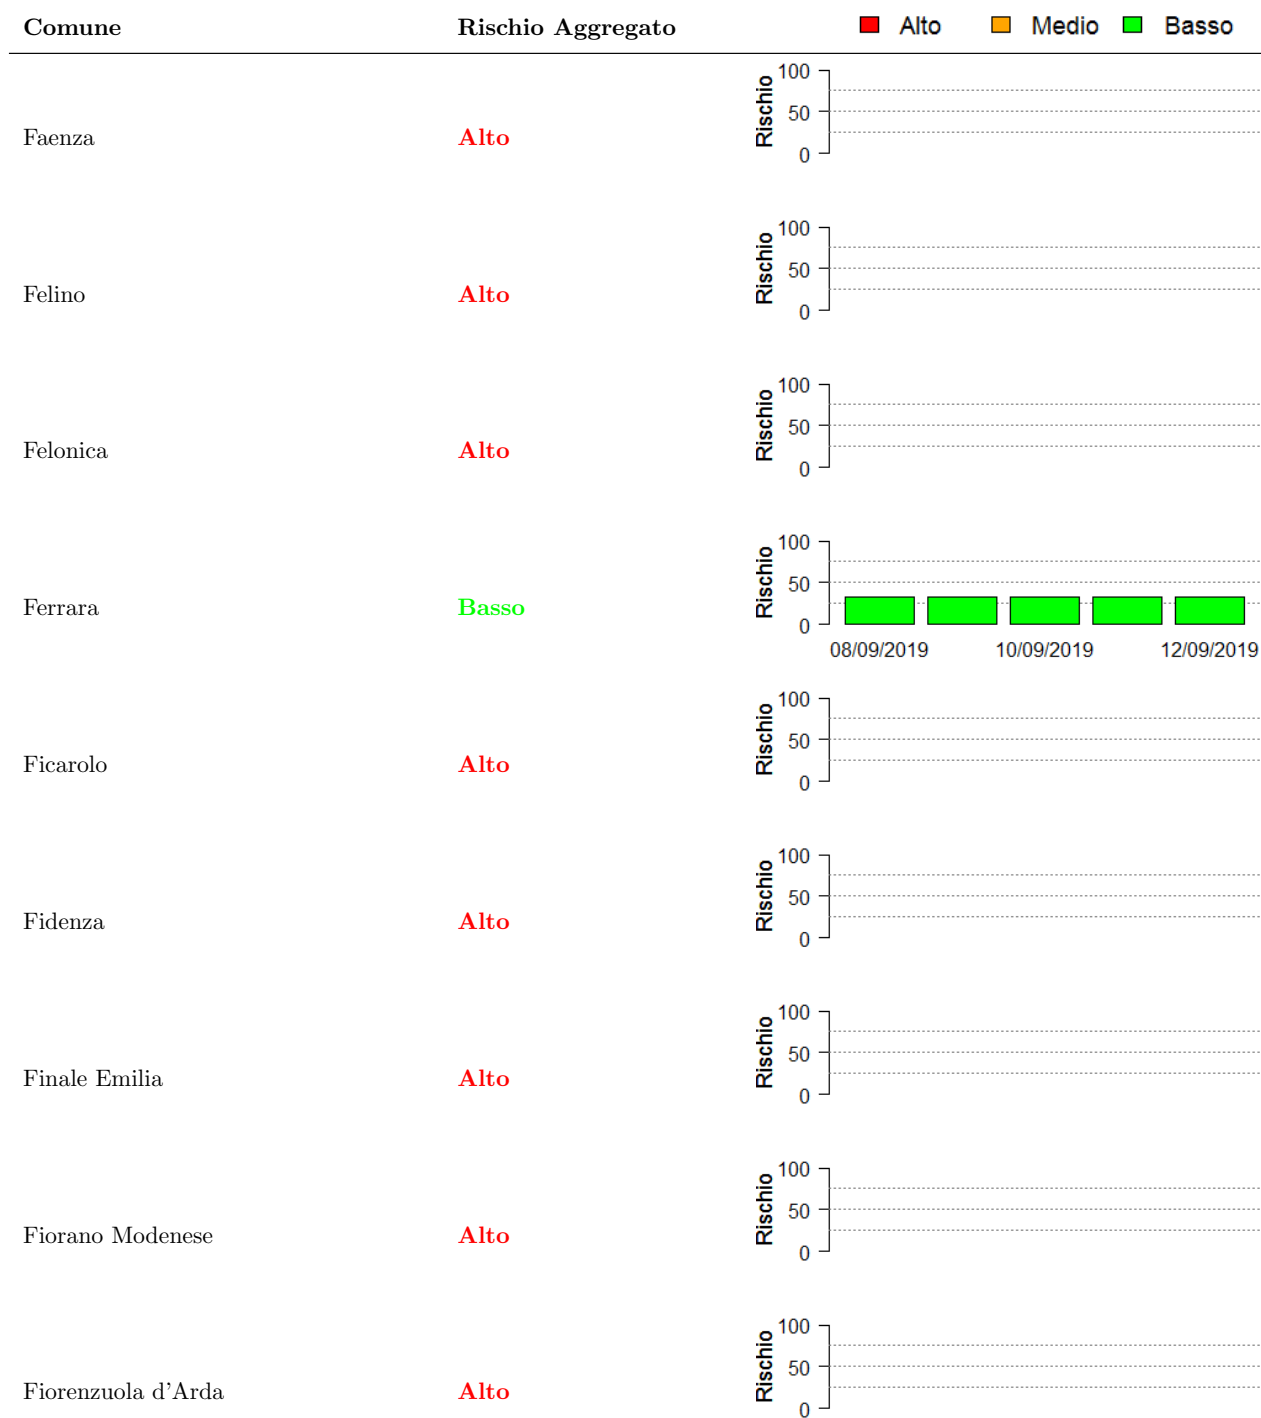 Comune Rischio Aggregato Alto Medio Basso
Faenza Alto Rischio 100 50 0
Felino Alto Rischio 100 50 0
Felonica Alto Rischio 100 50 0
Ferrara Basso Rischio 100 50 0
08/09/2019 10/09/2019 12/09/2019
Ficarolo Alto Rischio 100 50 0
Fidenza Alto Rischio 100 50 0
Finale Emilia Alto Rischio 100 50 0
Fiorano Modenese Alto Rischio 100 50 0
Fiorenzuola d'Arda Alto Rischio 100 50 0